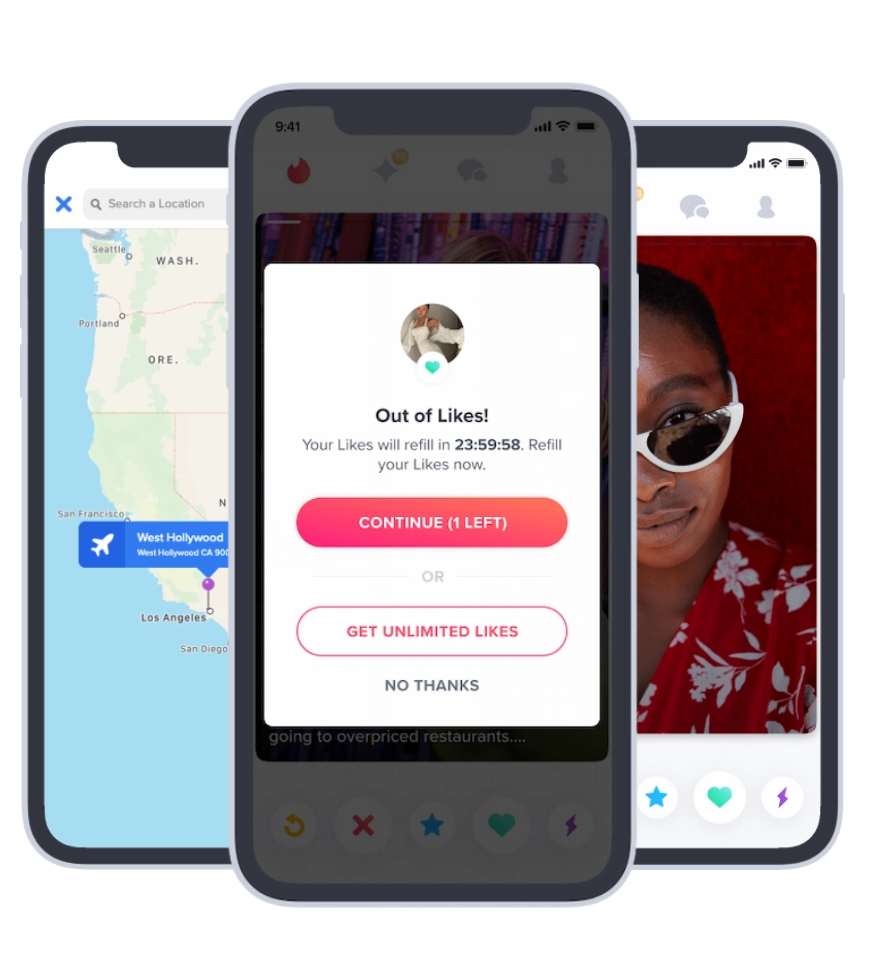 Search a Location
Seattle
WASH.
Portland
ORE.
San Francisco
N
West Hollywood
West Hollywood CA 900
Los Angeles
San Diego
9:41
Out of Likes!
Your Likes will refill in 23:59:58. Refill
your Likes now.
CONTINUE (1 LEFT)
OR
GET UNLIMITED LIKES
NO THANKS
going to overpriced restaurants....